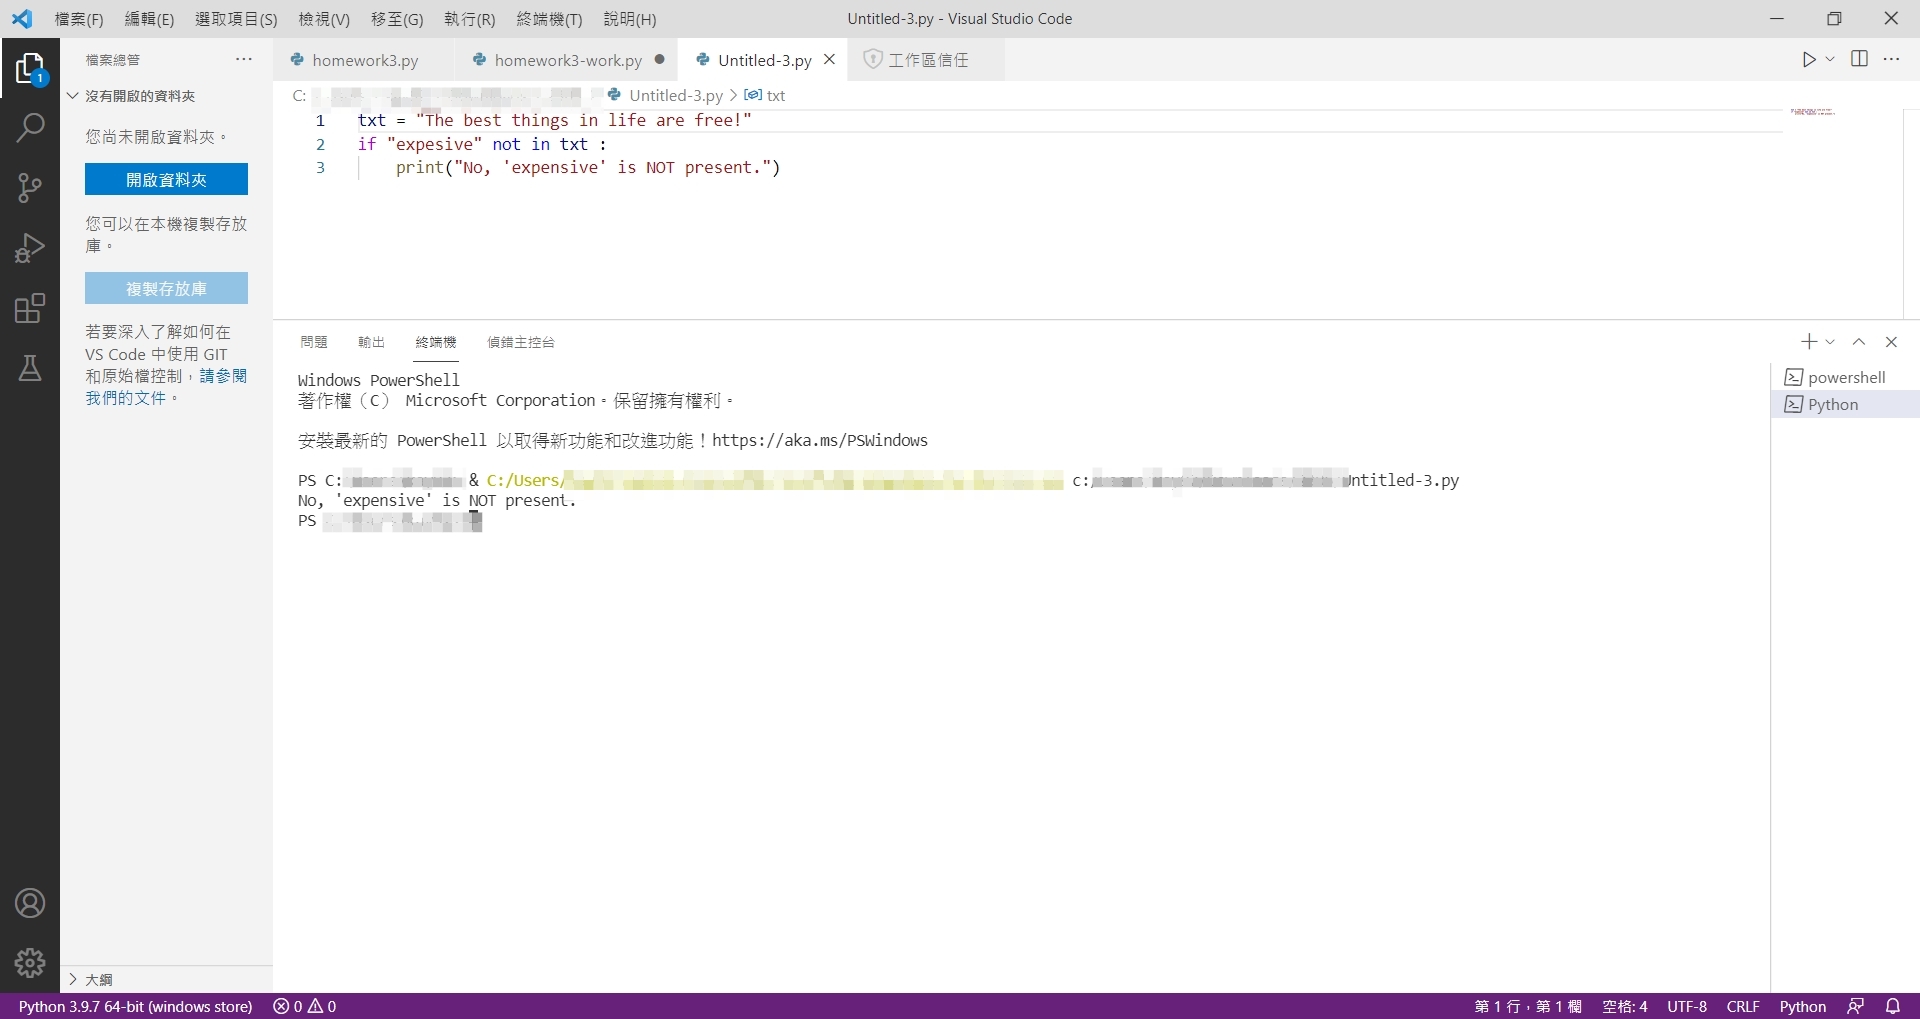 檔案(F) 編輯(E) 選取項目(S) 檢視(V) 移至(G) 執行(R) 終端機(T) 說明(H) Untitled-3.py - Visual Studio Code
檔案總管 ···
homework3.py homework3-work.py Untitled-3.py 工作區信任
1
沒有開啟的資料夾
您尚未開啟資料夾。
開啟資料夾
您可以在本機複製存放
庫。
複製存放庫
若要深入了解如何在
VS Code 中使用 GIT
和原始檔控制，請參閱
我們的文件。
大綱
C: Untitled-3.py > txt
1 txt = "The best things in life are free!"
2 if "expesive" not in txt :
3 print("No, 'expensive' is NOT present.")
問題 輸出 終端機 偵錯主控台
Windows PowerShell
著作權（C） Microsoft Corporation。保留擁有權利。
安裝最新的 PowerShell 以取得新功能和改進功能！https://aka.ms/PSWindows
PS C: & C:/Users/ c:/ Untitled-3.py
No, 'expensive' is NOT present.
PS
powershell
Python
Python 3.9.7 64-bit (windows store) 0 0 第 1 行，第 1 欄 空格: 4 UTF-8 CRLF Python